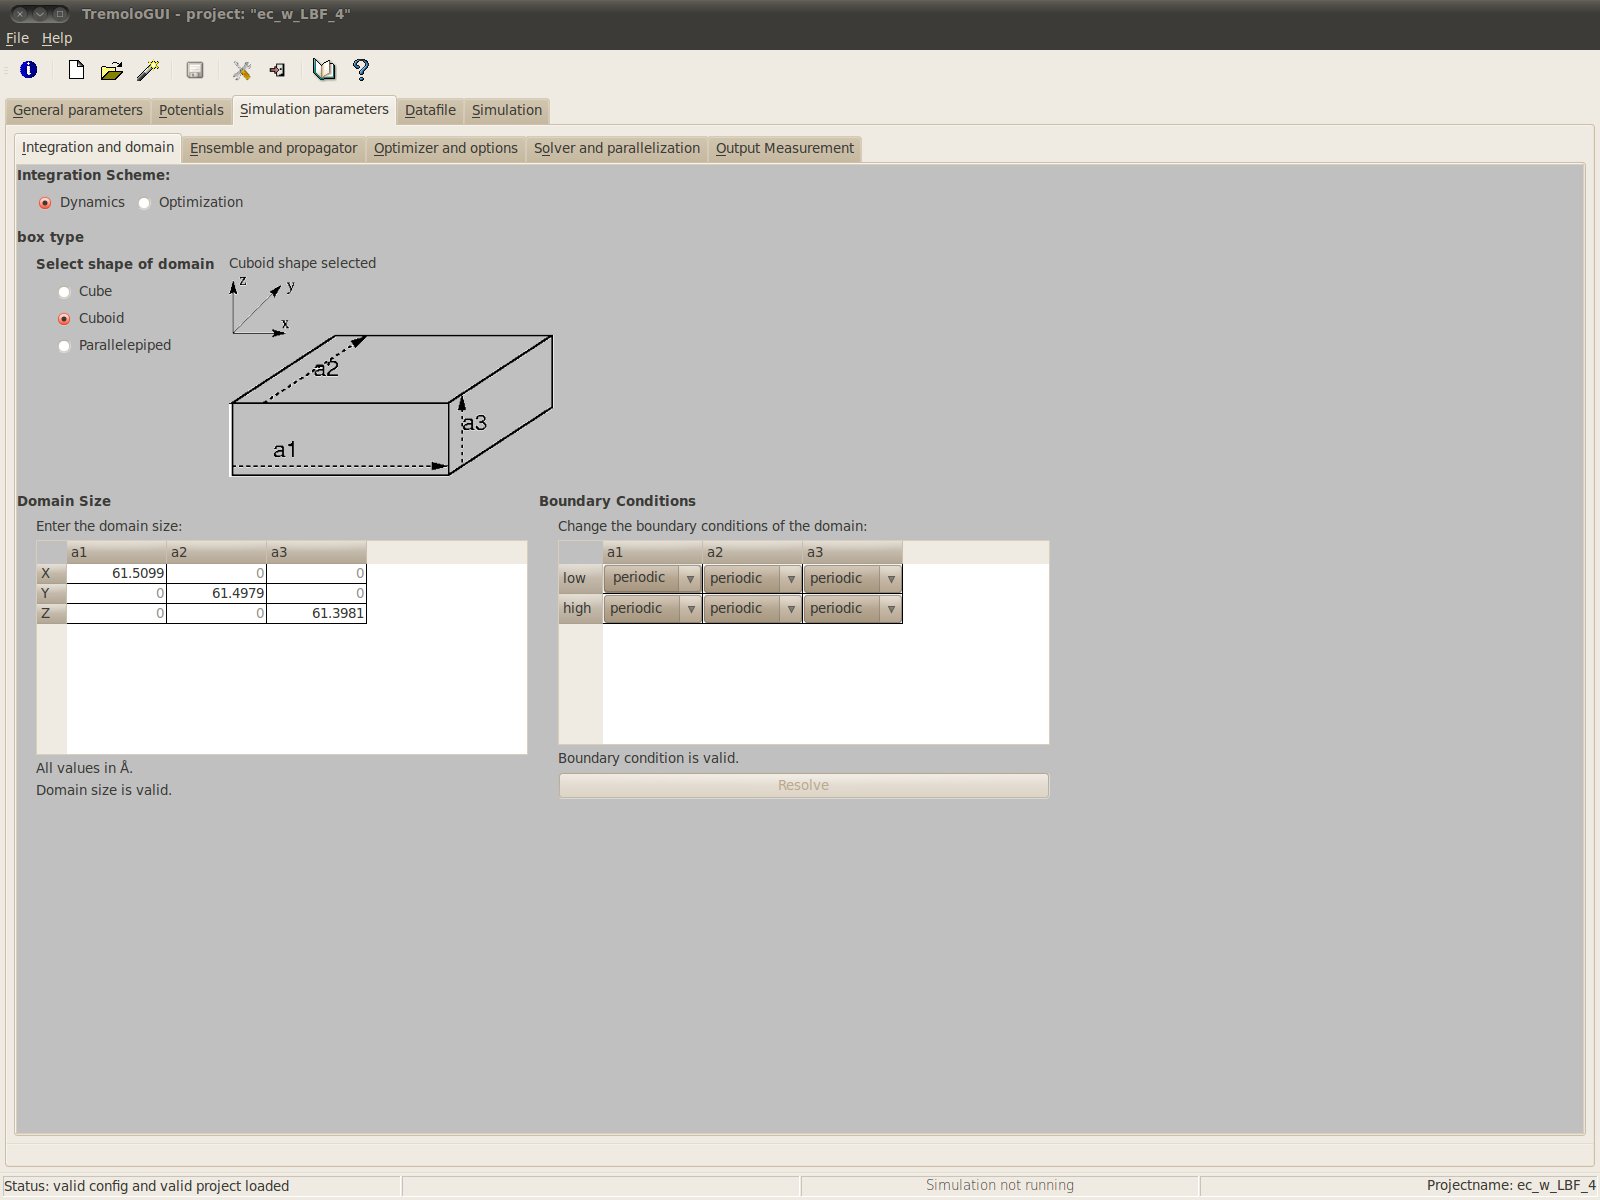 TremoloGUI - project: "ec_w_LBF_4"
File Help
General parameters Potentials Simulation parameters Datafile Simulation
Integration and domain Ensemble and propagator Optimizer and options Solver and parallelization Output Measurement
Integration Scheme:
Dynamics Optimization
box type
Select shape of domain Cuboid shape selected
Cube
Cuboid
Parallelepiped
z
y
x
a2
a3
a1
Domain Size
Enter the domain size:
a1 a2 a3
X 61.5099 0 0
Y 0 61.4979 0
Z 0 0 61.3981
All values in Å.
Domain size is valid.
Boundary Conditions
Change the boundary conditions of the domain:
a1 a2 a3
low periodic periodic periodic
high periodic periodic periodic
Boundary condition is valid.
Resolve
Status: valid config and valid project loaded Simulation not running Projectname: ec_w_LBF_4